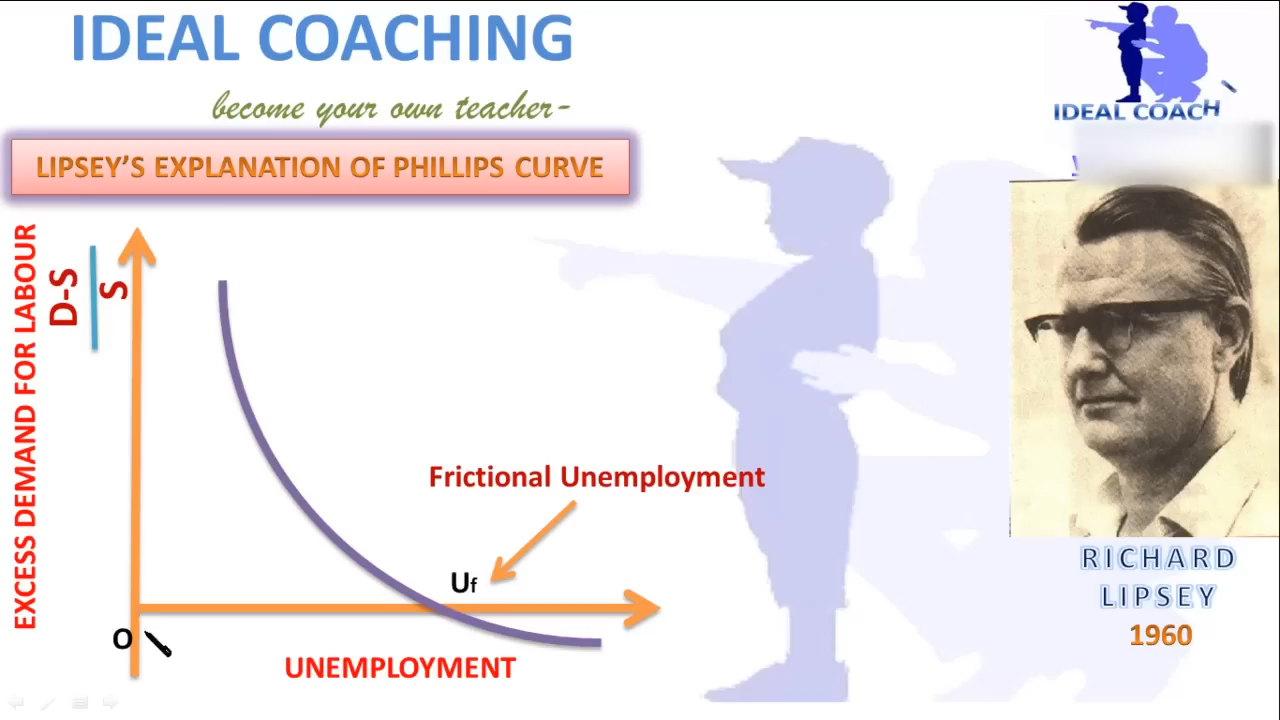 IDEAL COACHING
become your own teacher-
IDEAL COACH
LIPSEY'S EXPLANATION OF PHILLIPS CURVE
EXCESS DEMAND FOR LABOUR
D-S
S
Frictional Unemployment
Uf
O
UNEMPLOYMENT
RICHARD
LIPSEY
1960